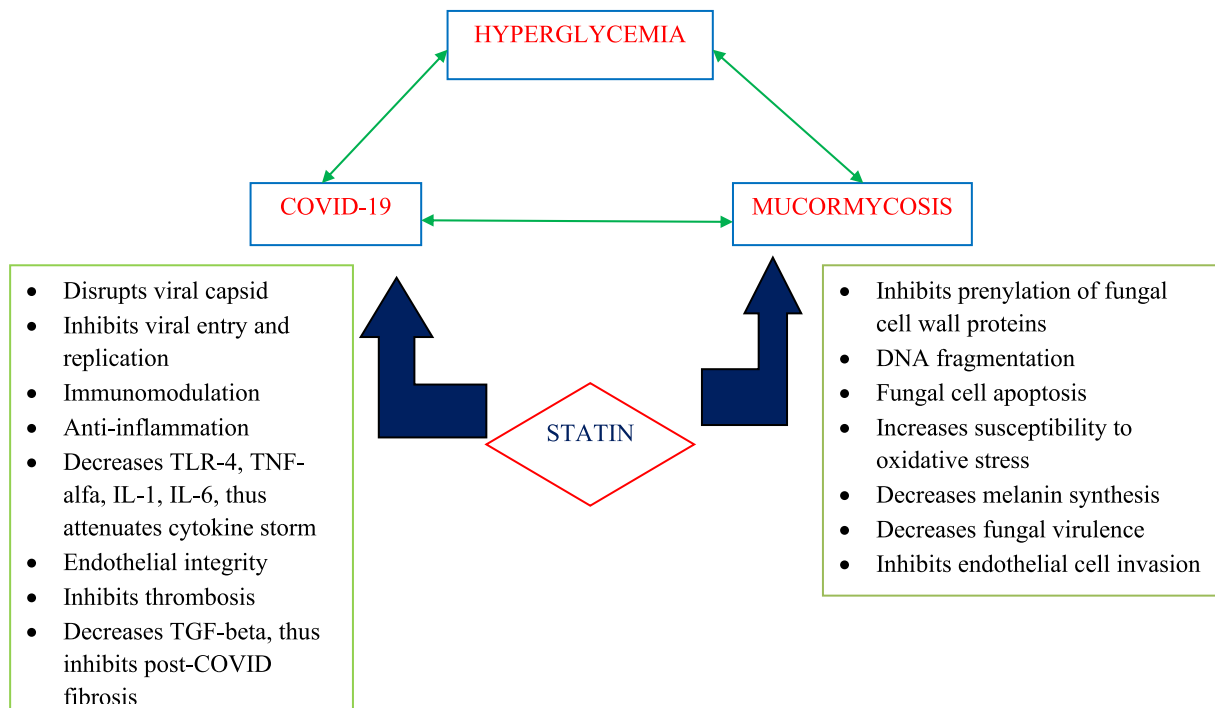 HYPERGLYCEMIA
COVID-19
MUCORMYCOSIS
• Disrupts viral capsid
• Inhibits viral entry and
replication
• Immunomodulation
• Anti-inflammation
• Decreases TLR-4, TNF-
alfa, IL-1, IL-6, thus
attenuates cytokine storm
• Endothelial integrity
• Inhibits thrombosis
• Decreases TGF-beta, thus
inhibits post-COVID
fibrosis
STATIN
• Inhibits prenylation of fungal
cell wall proteins
• DNA fragmentation
• Fungal cell apoptosis
• Increases susceptibility to
oxidative stress
• Decreases melanin synthesis
• Decreases fungal virulence
• Inhibits endothelial cell invasion